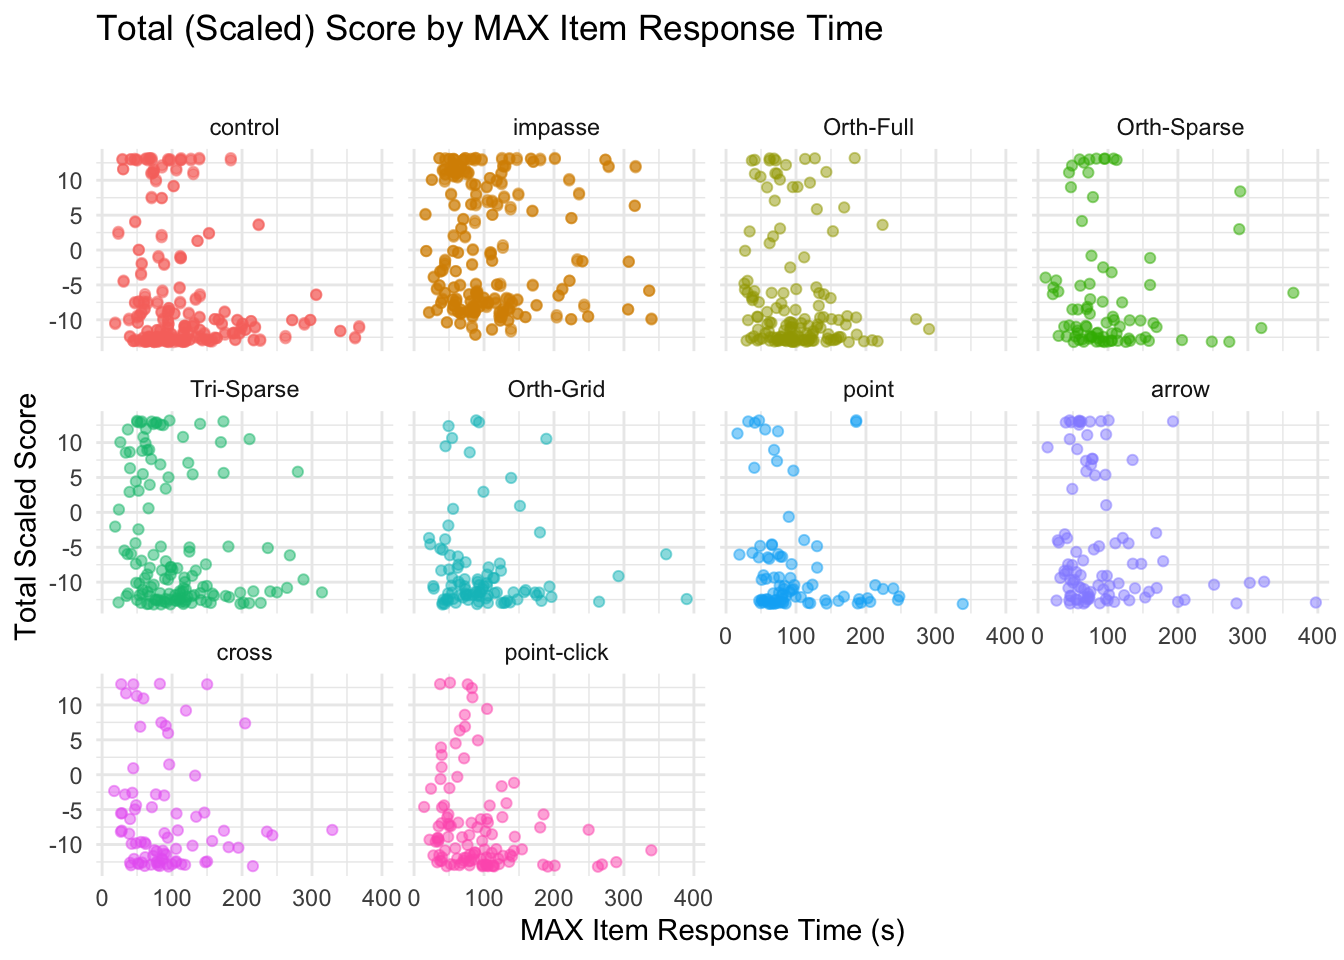 Total (Scaled) Score by MAX Item Response Time
control
impasse
Orth-Full
Orth-Sparse
10
5
0
-5
-10
Tri-Sparse
Orth-Grid
point
arrow
10
5
0
-5
-10
0 100 200 300 400
0 100 200 300 400
cross
point-click
10
5
0
-5
-10
0 100 200 300 400
0 100 200 300 400
Total Scaled Score
MAX Item Response Time (s)